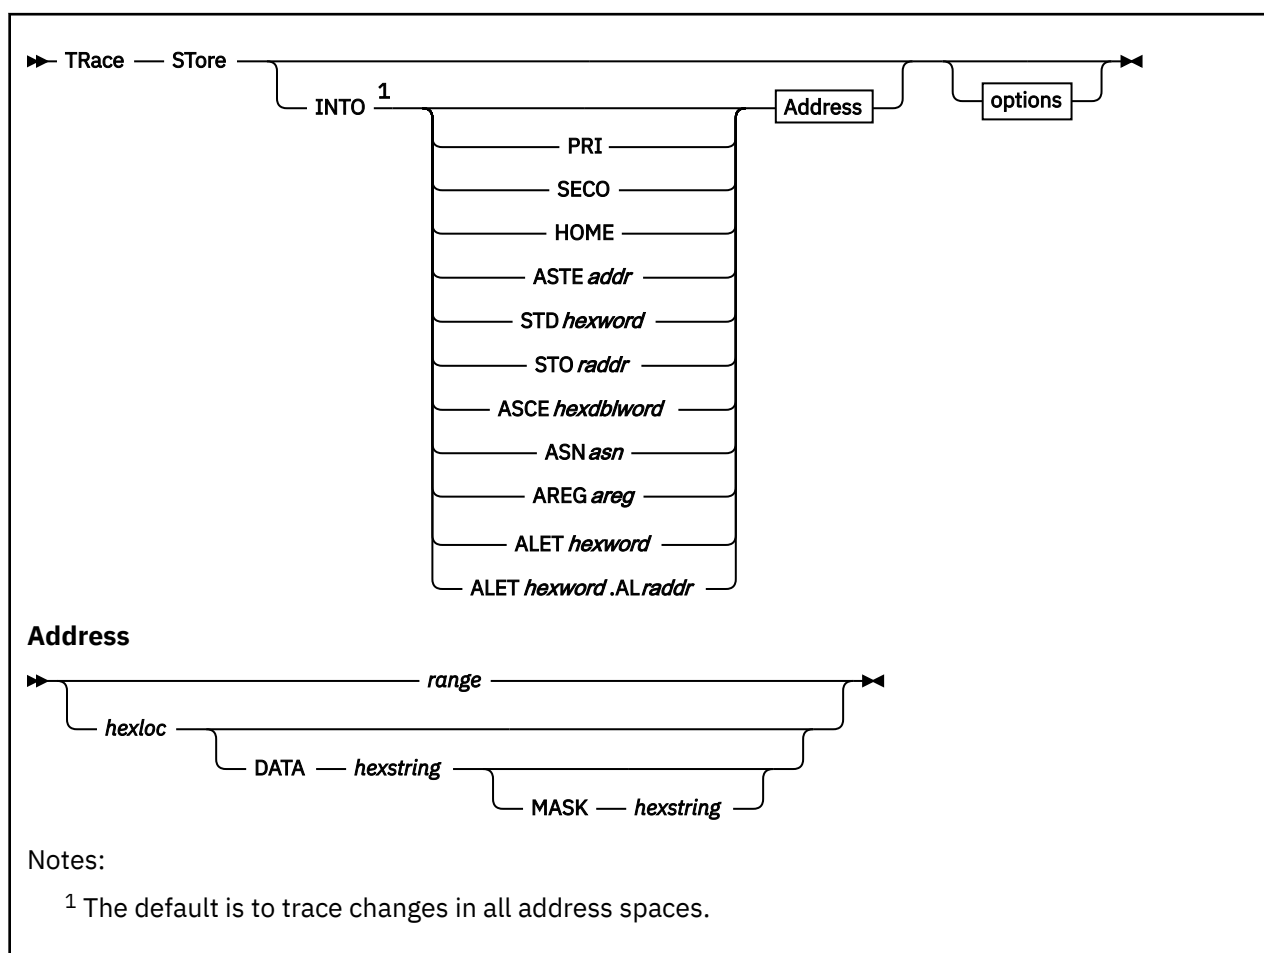 TRace STore
INTO 1 Address options
PRI
SECO
HOME
ASTE addr
STD hexword
STO raddr
ASCE hexdblword
ASN asn
AREG areg
ALET hexword
ALET hexword .AL raddr
Address
range
hexloc
DATA hexstring
MASK hexstring
Notes:
1 The default is to trace changes in all address spaces.